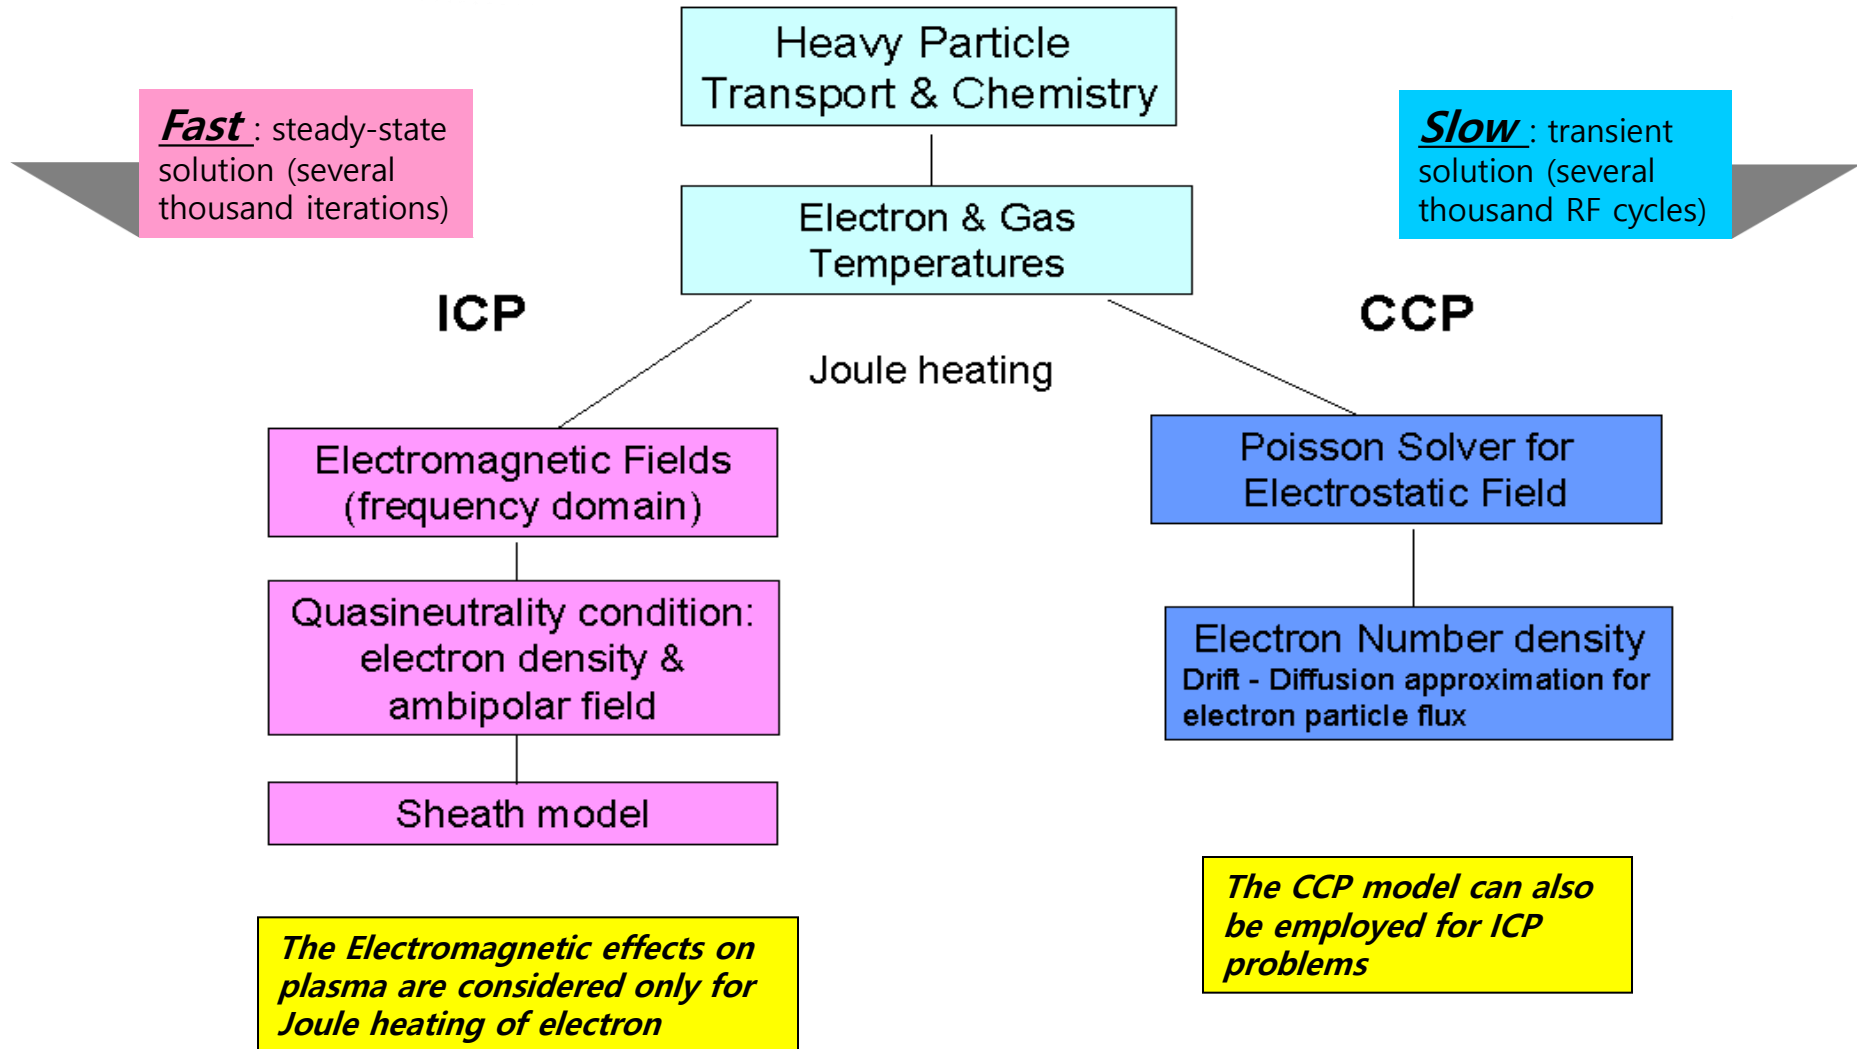 Heavy Particle
Transport & Chemistry
Fast : steady-state
solution (several
thousand iterations)
Slow : transient
solution (several
thousand RF cycles)
Electron & Gas
Temperatures
ICP
CCP
Joule heating
Electromagnetic Fields
(frequency domain)
Quasineutrality condition:
electron density &
ambipolar field
Sheath model
Poisson Solver for
Electrostatic Field
Electron Number density
Drift - Diffusion approximation for
electron particle flux
The Electromagnetic effects on
plasma are considered only for
Joule heating of electron
The CCP model can also
be employed for ICP
problems